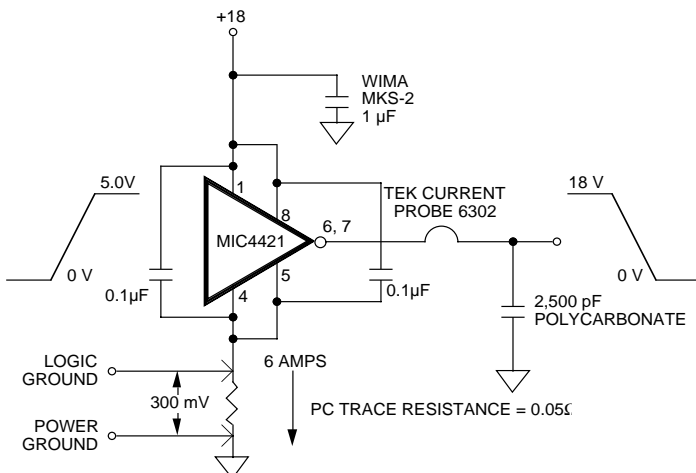 +18
WIMA
MKS-2
1 µF
5.0V
0 V
0.1µF
1
8
MIC4421
6, 7
5
4
0.1µF
TEK CURRENT
PROBE 6302
18 V
0 V
2,500 pF
POLYCARBONATE
LOGIC
GROUND
300 mV
POWER
GROUND
6 AMPS
PC TRACE RESISTANCE = 0.05Ω